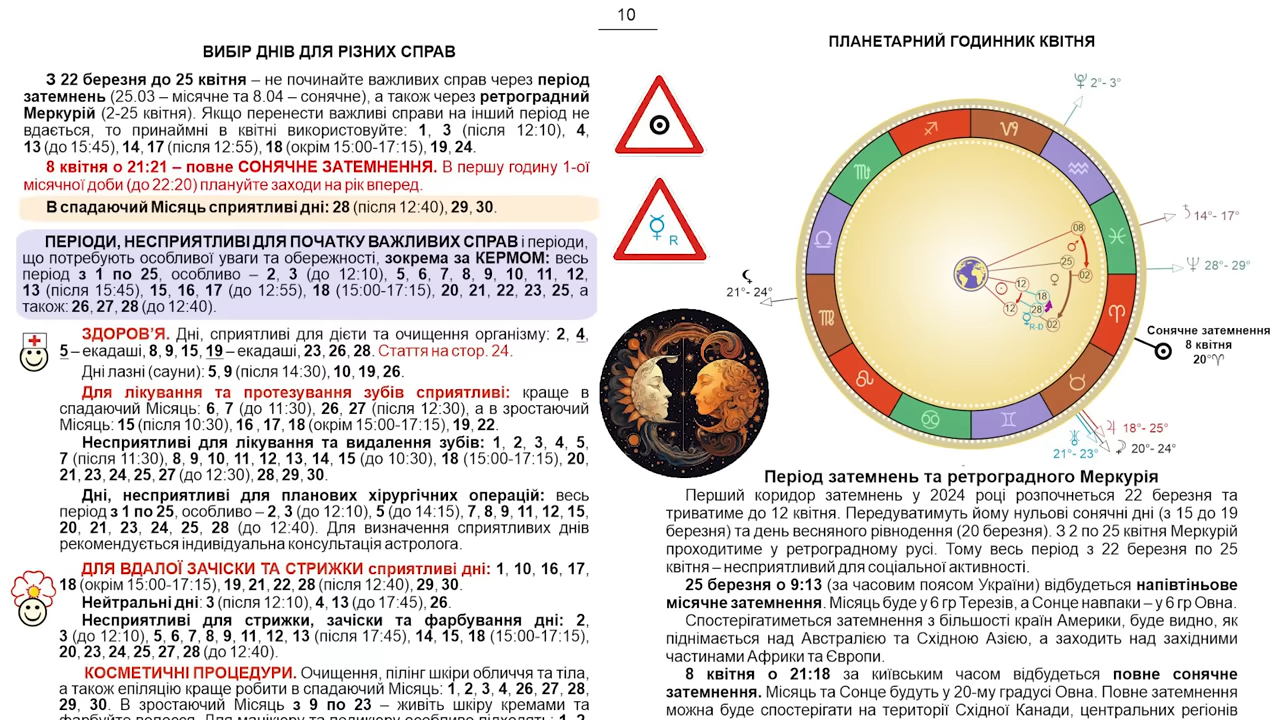 10
ВИБІР ДНІВ ДЛЯ РІЗНИХ СПРАВ
З 22 березня до 25 квітня – не починайте важливих справ через період
затемнень (25.03 – місячне та 8.04 – сонячне), а також через ретроградний
Меркурій (2-25 квітня). Якщо перенести важливі справи на інший період не
вдається, то принаймні в квітні використовуйте: 1, 3 (після 12:10), 4,
13 (до 15:45), 14, 17 (після 12:55), 18 (окрім 15:00-17:15), 19, 24.
8 квітня о 21:21 – повне СОНЯЧНЕ ЗАТЕМНЕННЯ. В першу годину 1-ої
місячної доби (до 22:20) плануйте заходи на рік вперед.
В спадаючий Місяць сприятливі дні: 28 (після 12:40), 29, 30.
ПЕРІОДИ, НЕСПРИЯТЛИВІ ДЛЯ ПОЧАТКУ ВАЖЛИВИХ СПРАВ і періоди,
що потребують особливої уваги та обережності, зокрема за КЕРМОМ: весь
період з 1 по 25, особливо – 2, 3 (до 12:10), 5, 6, 7, 8, 9, 10, 11, 12,
13 (після 15:45), 15, 16, 17 (до 12:55), 18 (15:00-17:15), 20, 21, 22, 23, 25, а
також: 26, 27, 28 (до 12:40).
ЗДОРОВ’Я. Дні, сприятливі для дієти та очищення організму: 2, 4,
5 – екадаші, 8, 9, 15, 19 – екадаші, 23, 26, 28. Стаття на стор. 24.
Дні лазні (сауни): 5, 9 (після 14:30), 10, 19, 26.
Для лікування та протезування зубів сприятливі: краще в
спадаючий Місяць: 6, 7 (до 11:30), 26, 27 (після 12:30), а в зростаючий
Місяць: 15 (після 10:30), 16 ,17, 18 (окрім 15:00-17:15), 19, 22.
Несприятливі для лікування та видалення зубів: 1, 2, 3, 4, 5,
7 (після 11:30), 8, 9, 10, 11, 12, 13, 14, 15 (до 10:30), 18 (15:00-17:15), 20,
21, 23, 24, 25, 27 (до 12:30), 28, 29, 30.
Дні, несприятливі для планових хірургічних операцій: весь
період з 1 по 25, особливо – 2, 3 (до 12:10), 5 (до 14:15), 7, 8, 9, 11, 12, 15,
20, 21, 23, 24, 25, 28 (до 12:40). Для визначення сприятливих днів
рекомендується індивідуальна консультація астролога.
ДЛЯ ВДАЛОЇ ЗАЧІСКИ ТА СТРИЖКИ сприятливі дні: 1, 10, 16, 17,
18 (окрім 15:00-17:15), 19, 21, 22, 28 (після 12:40), 29, 30.
Нейтральні дні: 3 (після 12:10), 4, 13 (до 17:45), 26.
Несприятливі для стрижки, зачіски та фарбування дні: 2,
3 (до 12:10), 5, 6, 7, 8, 9, 11, 12, 13 (після 17:45), 14, 15, 18 (15:00-17:15),
20, 23, 24, 25, 27, 28 (до 12:40).
КОСМЕТИЧНІ ПРОЦЕДУРИ. Очищення, пілінг шкіри обличчя та тіла,
а також епіляцію краще робити в спадаючий Місяць: 1, 2, 3, 4, 26, 27, 28,
29, 30. В зростаючий Місяць з 9 по 23 – живіть шкіру кремами та
фарбуйте волосся. Для манікюру та педикюру особливо підходять: 1, 2,
R
ПЛАНЕТАРНИЙ ГОДИННИК КВІТНЯ
2°- 3°
14°- 17°
28°- 29°
21°- 24°
08
25
02
12
18
12
28
02
R-D
Сонячне затемнення
8 квітня
20°♈
18°- 25°
20°- 24°
21°- 23°
Період затемнень та ретроградного Меркурія
Перший коридор затемнень у 2024 році розпочнеться 22 березня та
триватиме до 12 квітня. Передуватимуть йому нульові сонячні дні (з 15 до 19
березня) та день весняного рівнодення (20 березня). З 2 по 25 квітня Меркурій
проходитиме у ретроградному русі. Тому весь період з 22 березня по 25
квітня – несприятливий для соціальної активності.
25 березня о 9:13 (за часовим поясом України) відбудеться напівтіньове
місячне затемнення. Місяць буде у 6 гр Терезів, а Сонце навпаки – у 6 гр Овна.
Спостерігатиметься затемнення з більшості країн Америки, буде видно, як
піднімається над Австралією та Східною Азією, а заходить над західними
частинами Африки та Європи.
8 квітня о 21:18 за київським часом відбудеться повне сонячне
затемнення. Місяць та Сонце будуть у 20-му градусі Овна. Повне затемнення
можна буде спостерігати на території Східної Канади, центральних регіонів